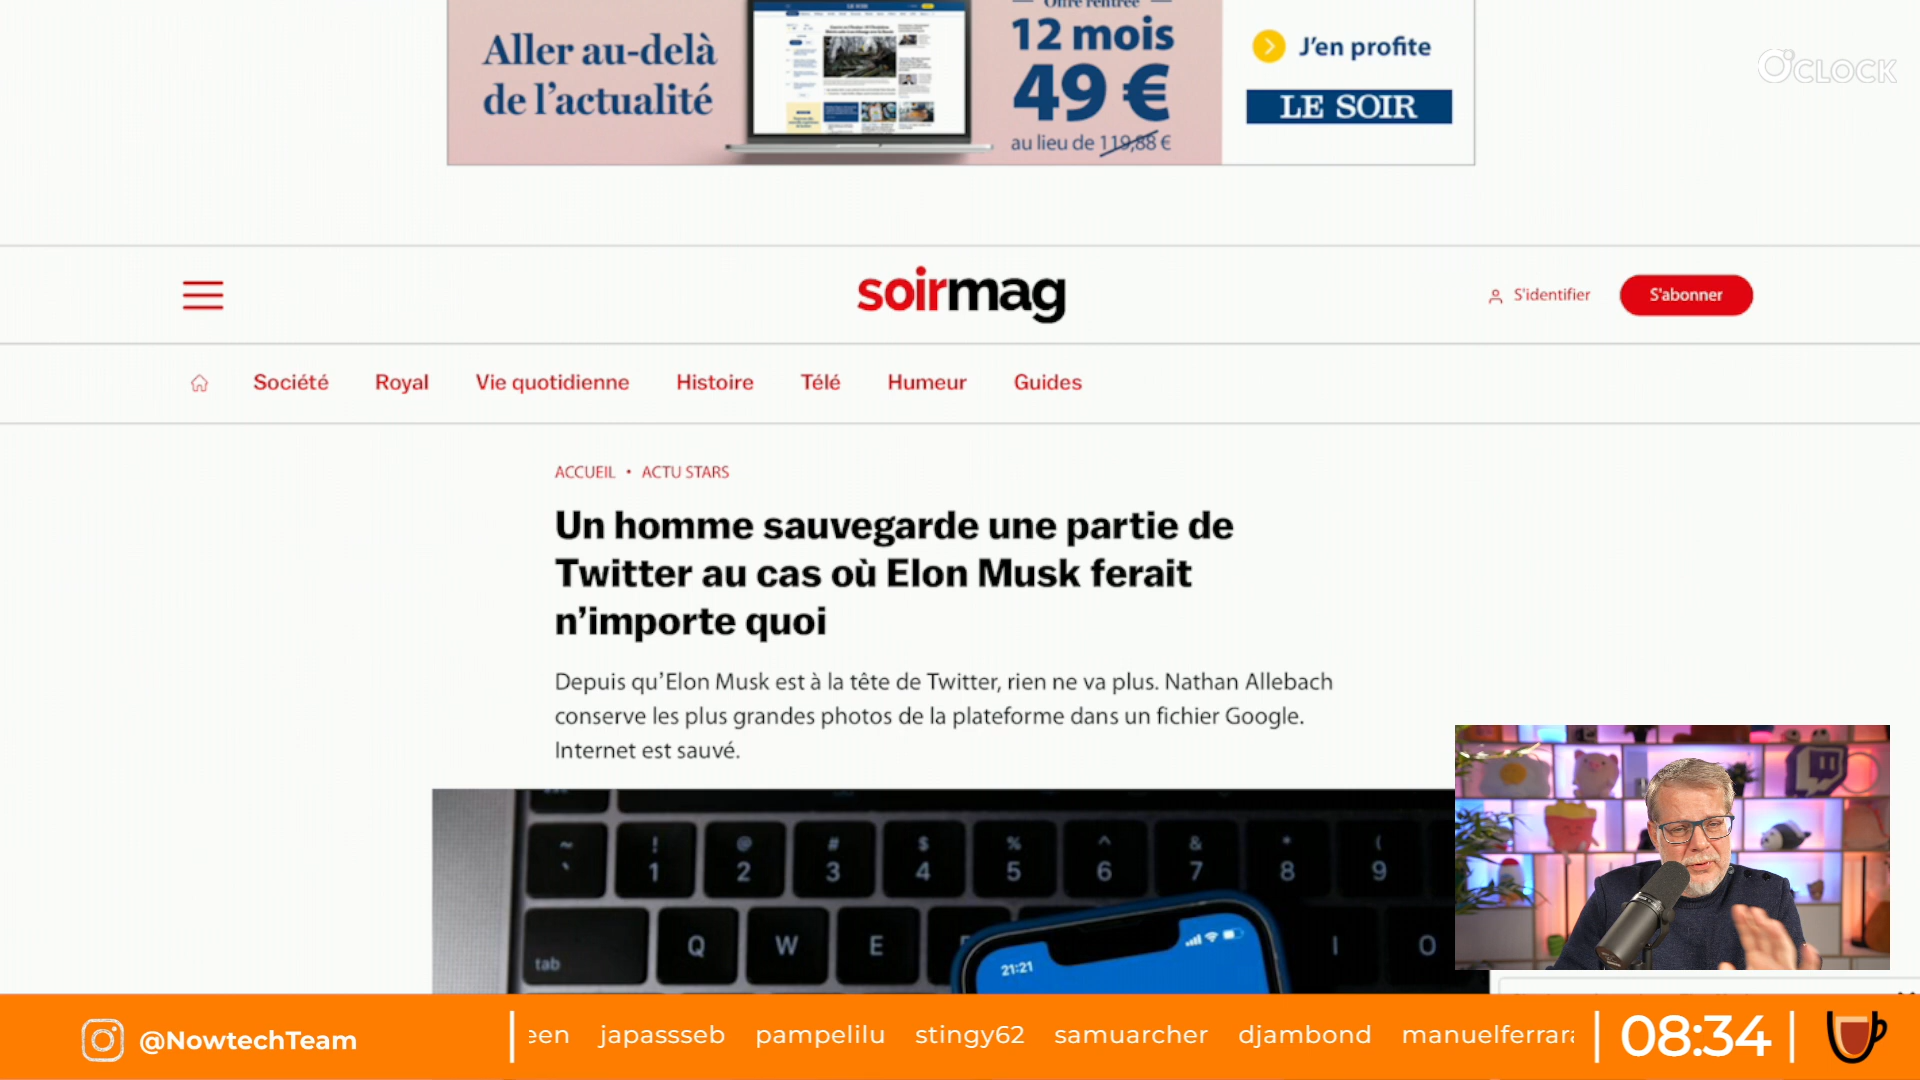 Aller au-delà
de l'actualité
Offre rentrée
12 mois
49 €
au lieu de 119,88 €
J'en profite
LE SOIR
O'CLOCK
soirmag
S'identifier
S'abonner
Société Royal Vie quotidienne Histoire Télé Humeur Guides
ACCUEIL • ACTU STARS
Un homme sauvegarde une partie de
Twitter au cas où Elon Musk ferait
n'importe quoi
Depuis qu'Elon Musk est à la tête de Twitter, rien ne va plus. Nathan Allebach
conserve les plus grandes photos de la plateforme dans un fichier Google.
Internet est sauvé.
~ ! @ # $ % ^ & * (
` 1 2 3 4 5 6 7 8 9
tab Q W E I O
21:21
@NowtechTeam
een japassseb pampelilu stingy62 samuarcher djambond manuelferrara
08:34